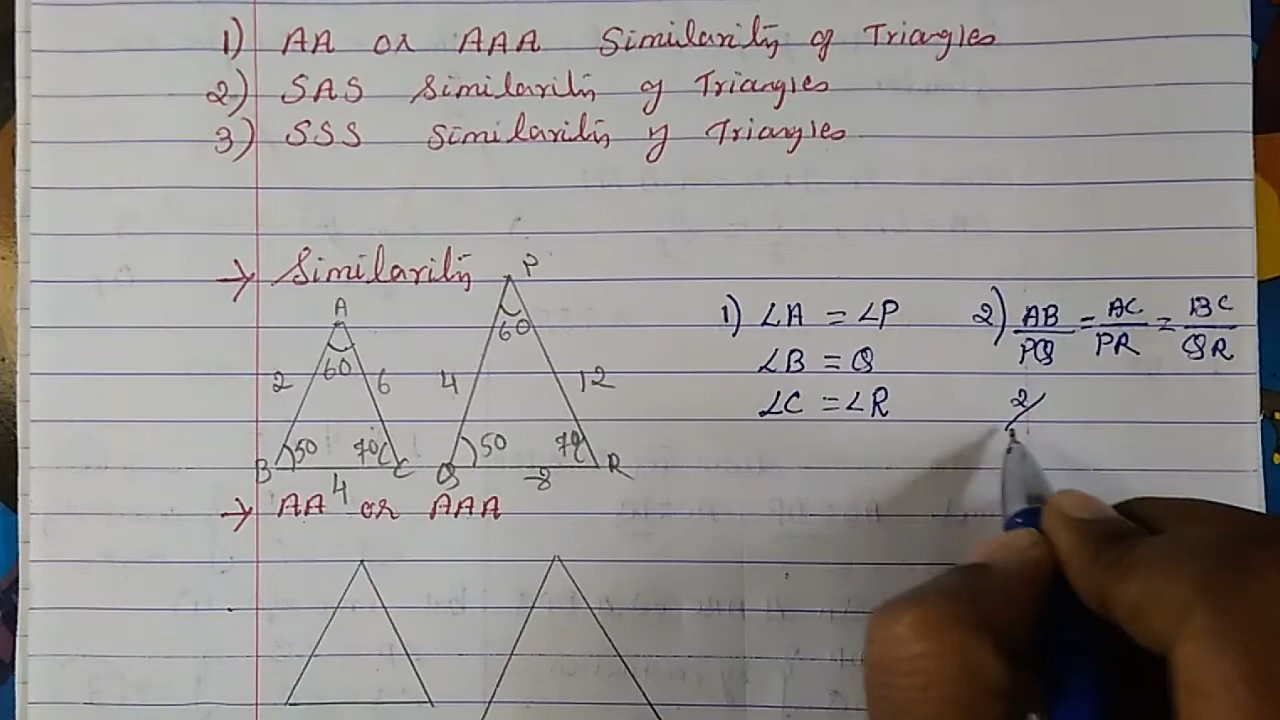 1) AA or AAA Similarity of Triangles
2) SAS Similarity of Triangles
3) SSS Similarity of Triangles
→ Similarity
P
A
60
60
2
6
4
12
B
50
70
C
Q
50
70
R
4
8
1) ∠A = ∠P
∠B = Q
∠C = ∠R
2) AB/PQ = AC/PR = BC/QR
2/
→ AA or AAA